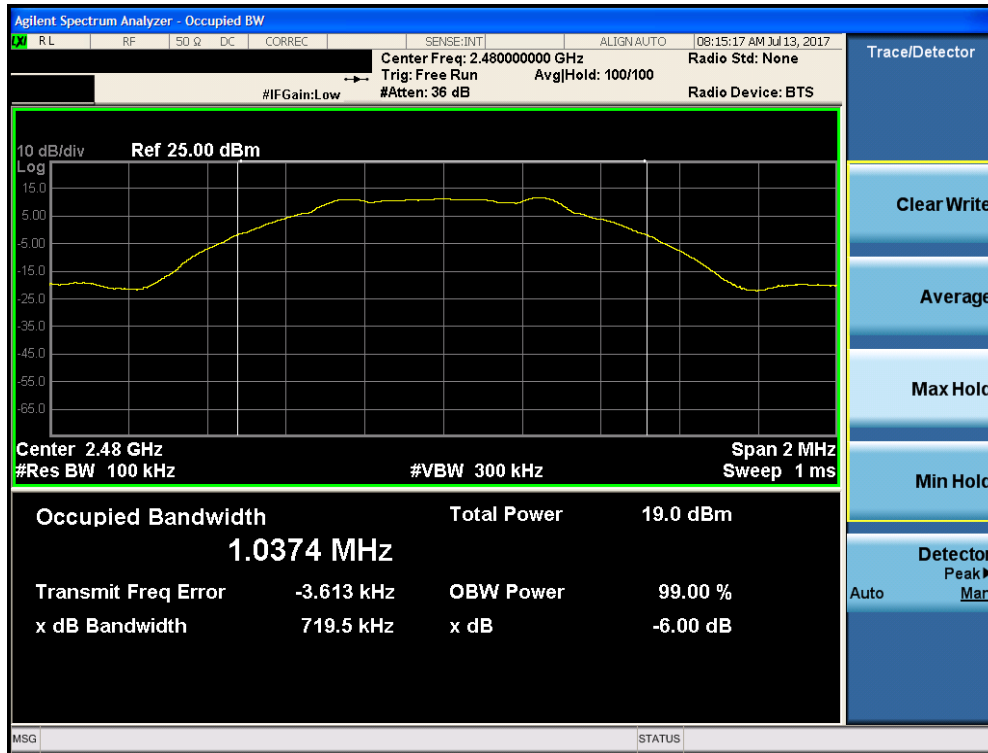 Agilent Spectrum Analyzer - Occupied BW
LXI RL RF 50 Ω DC CORREC SENSE:INT ALIGN AUTO 08:15:17 AM Jul 13, 2017
Center Freq: 2.480000000 GHz Radio Std: None
Trig: Free Run Avg|Hold: 100/100
#IFGain:Low #Atten: 36 dB Radio Device: BTS
10 dB/div Ref 25.00 dBm
Log
15.0
5.00
-5.00
-15.0
-25.0
-35.0
-45.0
-55.0
-65.0
Center 2.48 GHz Span 2 MHz
#Res BW 100 kHz #VBW 300 kHz Sweep 1 ms
Occupied Bandwidth Total Power 19.0 dBm
1.0374 MHz
Transmit Freq Error -3.613 kHz OBW Power 99.00 %
x dB Bandwidth 719.5 kHz x dB -6.00 dB
MSG STATUS
Trace/Detector
Clear Write
Average
Max Hold
Min Hold
Detector
Peak▶
Auto Man